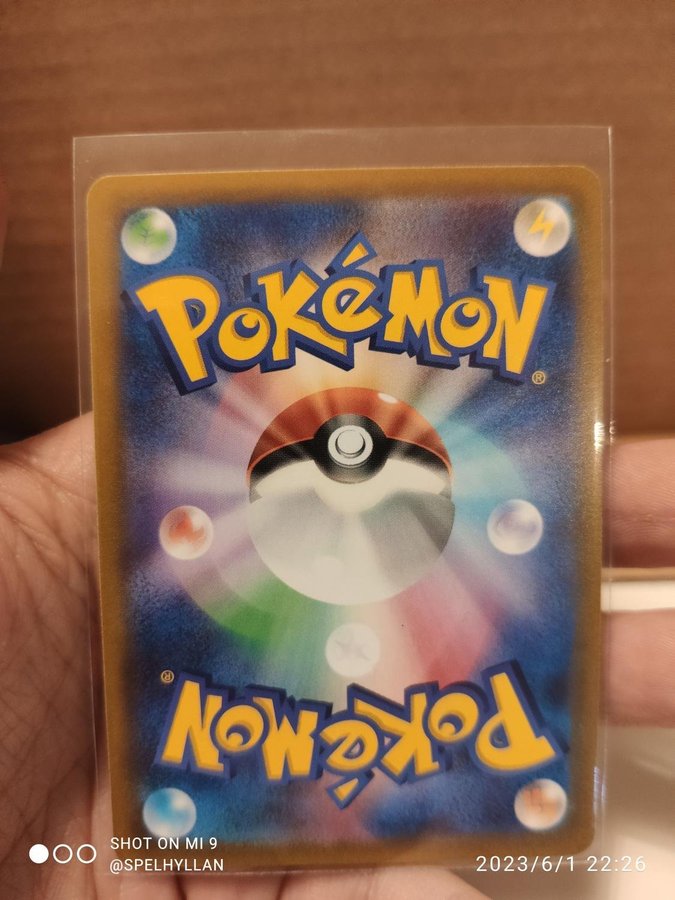 POKéMON
®
®
POKéMON
SHOT ON MI 9
@SPELHYLLAN
2023/6/1 22:26